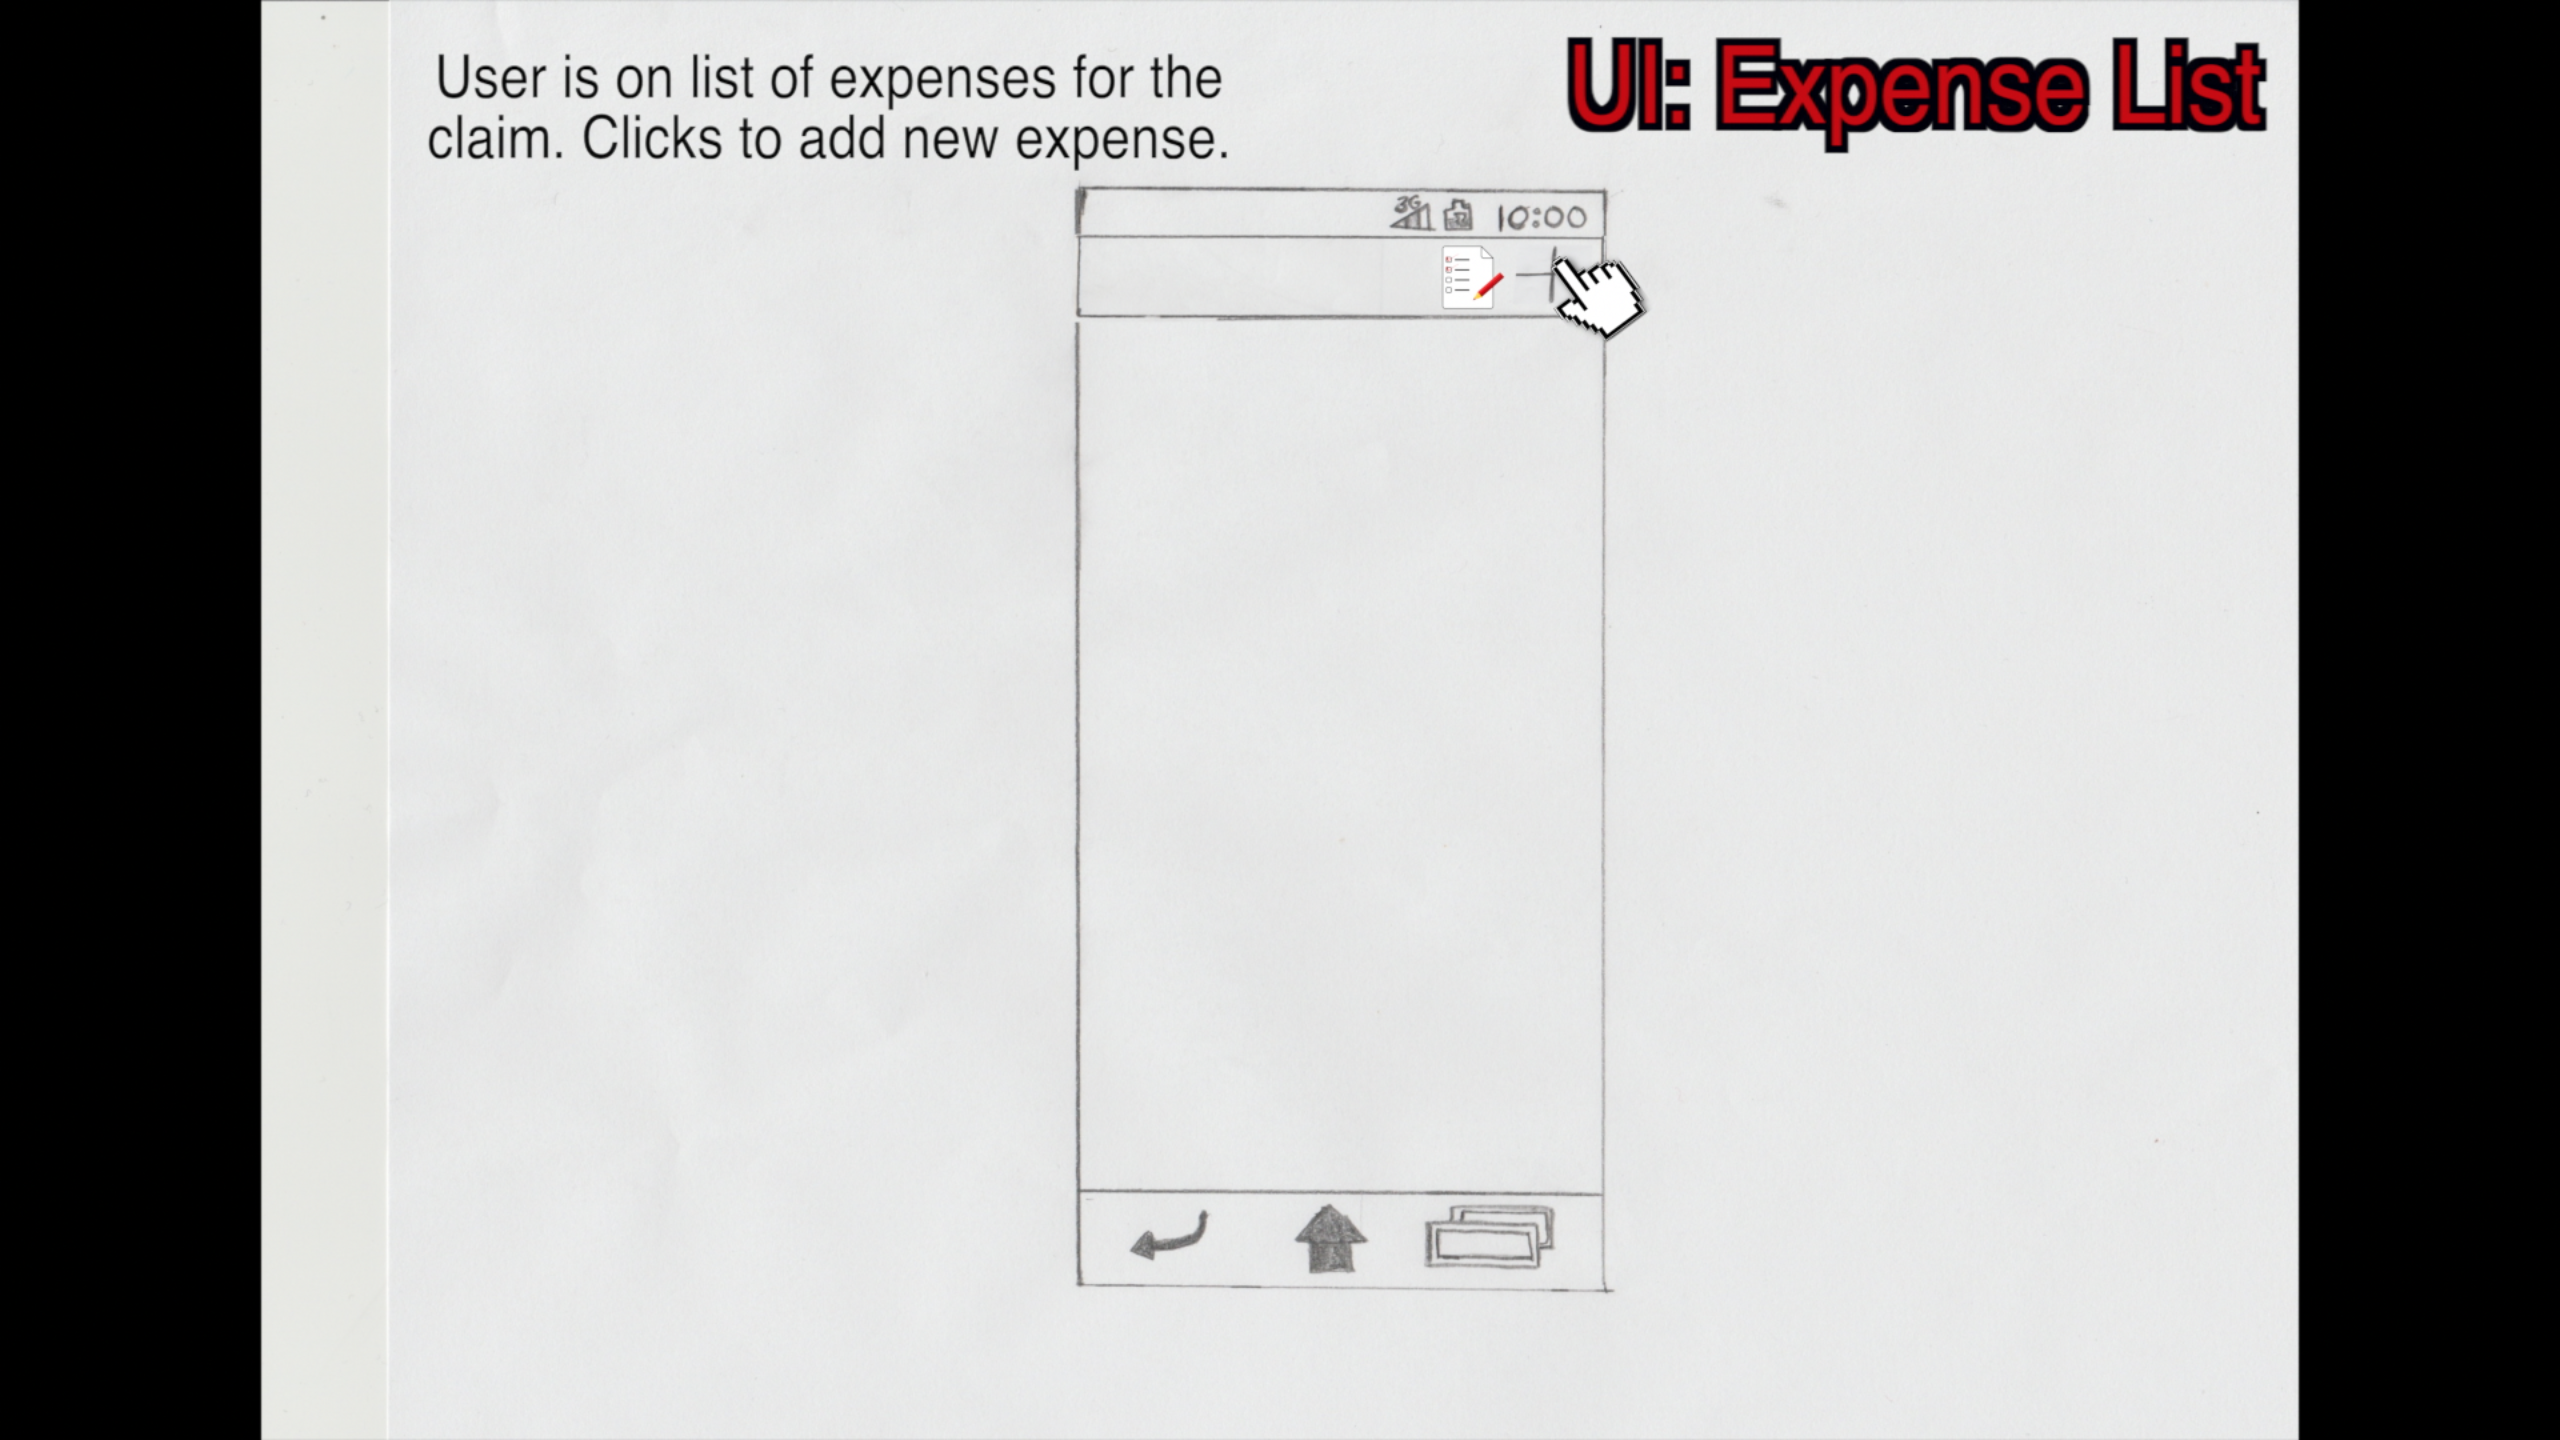 User is on list of expenses for the
claim. Clicks to add new expense.
UI: Expense List
3G
10:00